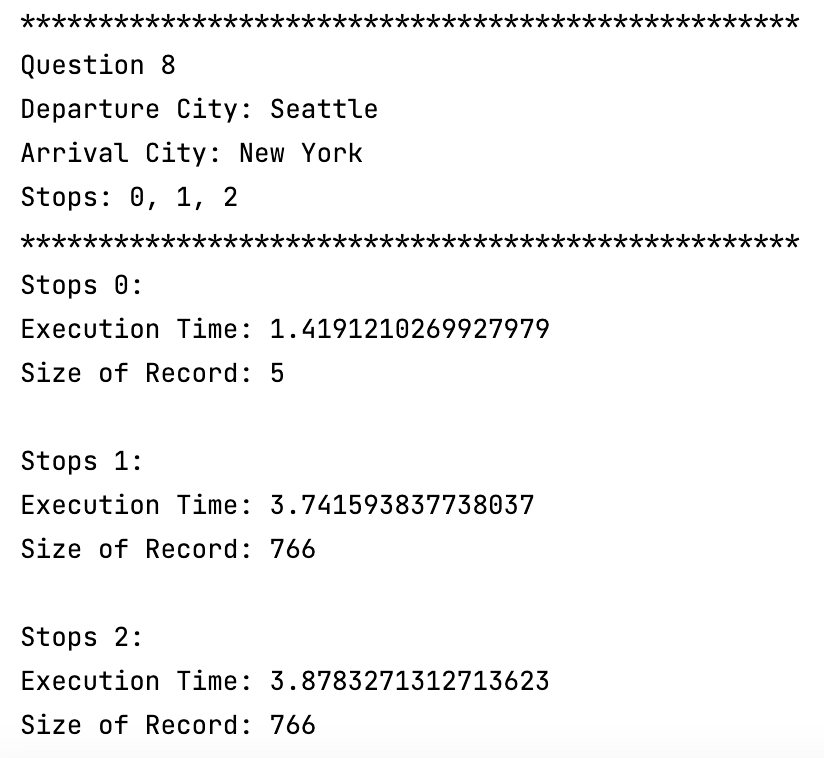 **************************************************
Question 8
Departure City: Seattle
Arrival City: New York
Stops: 0, 1, 2
**************************************************
Stops 0:
Execution Time: 1.4191210269927979
Size of Record: 5
Stops 1:
Execution Time: 3.741593837738037
Size of Record: 766
Stops 2:
Execution Time: 3.8783271312713623
Size of Record: 766